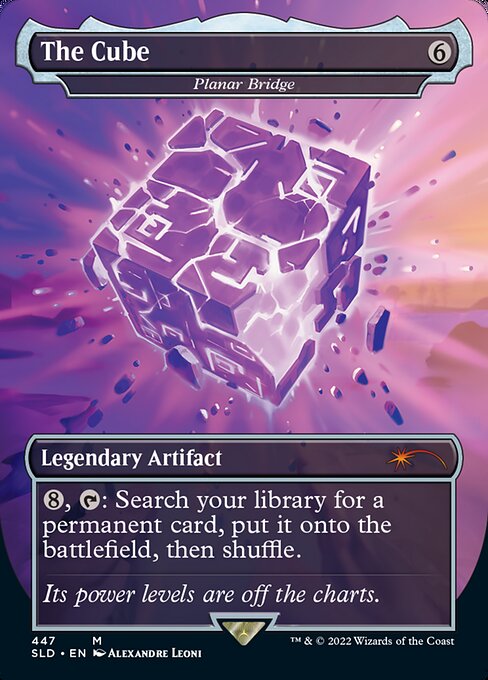 The Cube 6
Planar Bridge
Legendary Artifact
8, T: Search your library for a
permanent card, put it onto the
battlefield, then shuffle.
Its power levels are off the charts.
447 M
SLD • EN Alexandre Leoni
™ & © 2022 Wizards of the Coast